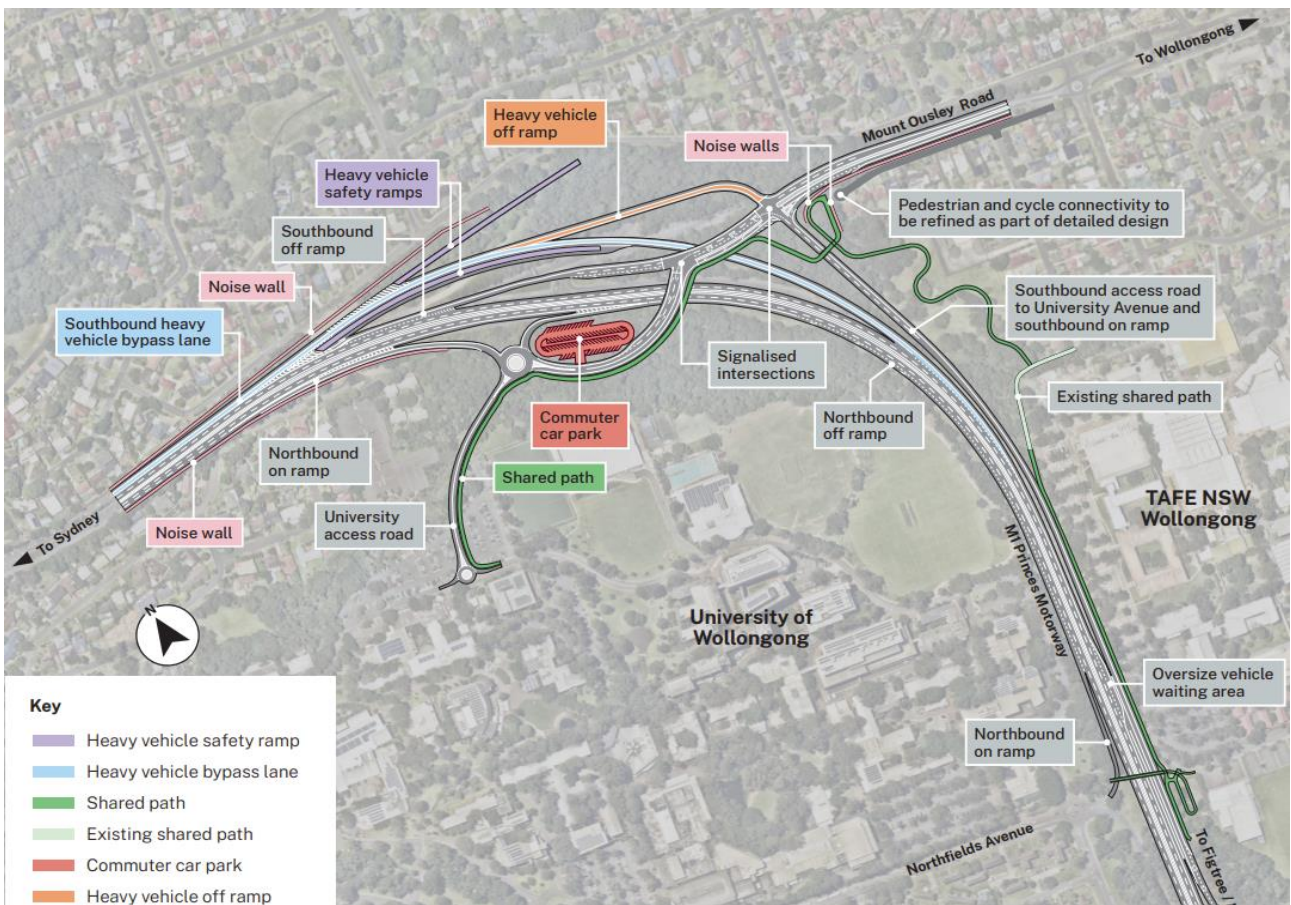 To Wollongong
Mount Ousley Road
Heavy vehicle
off ramp
Noise walls
Heavy vehicle
safety ramps
Pedestrian and cycle connectivity to
be refined as part of detailed design
Southbound
off ramp
Noise wall
Southbound heavy
vehicle bypass lane
Southbound access road
to University Avenue and
southbound on ramp
Signalised
intersections
Existing shared path
Commuter
car park
Northbound
off ramp
Northbound
on ramp
Shared path
To Sydney
Noise wall
University
access road
TAFE NSW
Wollongong
M1 Princes Motorway
University of
Wollongong
N
Oversize vehicle
waiting area
Northbound
on ramp
Northfields Avenue
To Figtree /
Key
Heavy vehicle safety ramp
Heavy vehicle bypass lane
Shared path
Existing shared path
Commuter car park
Heavy vehicle off ramp